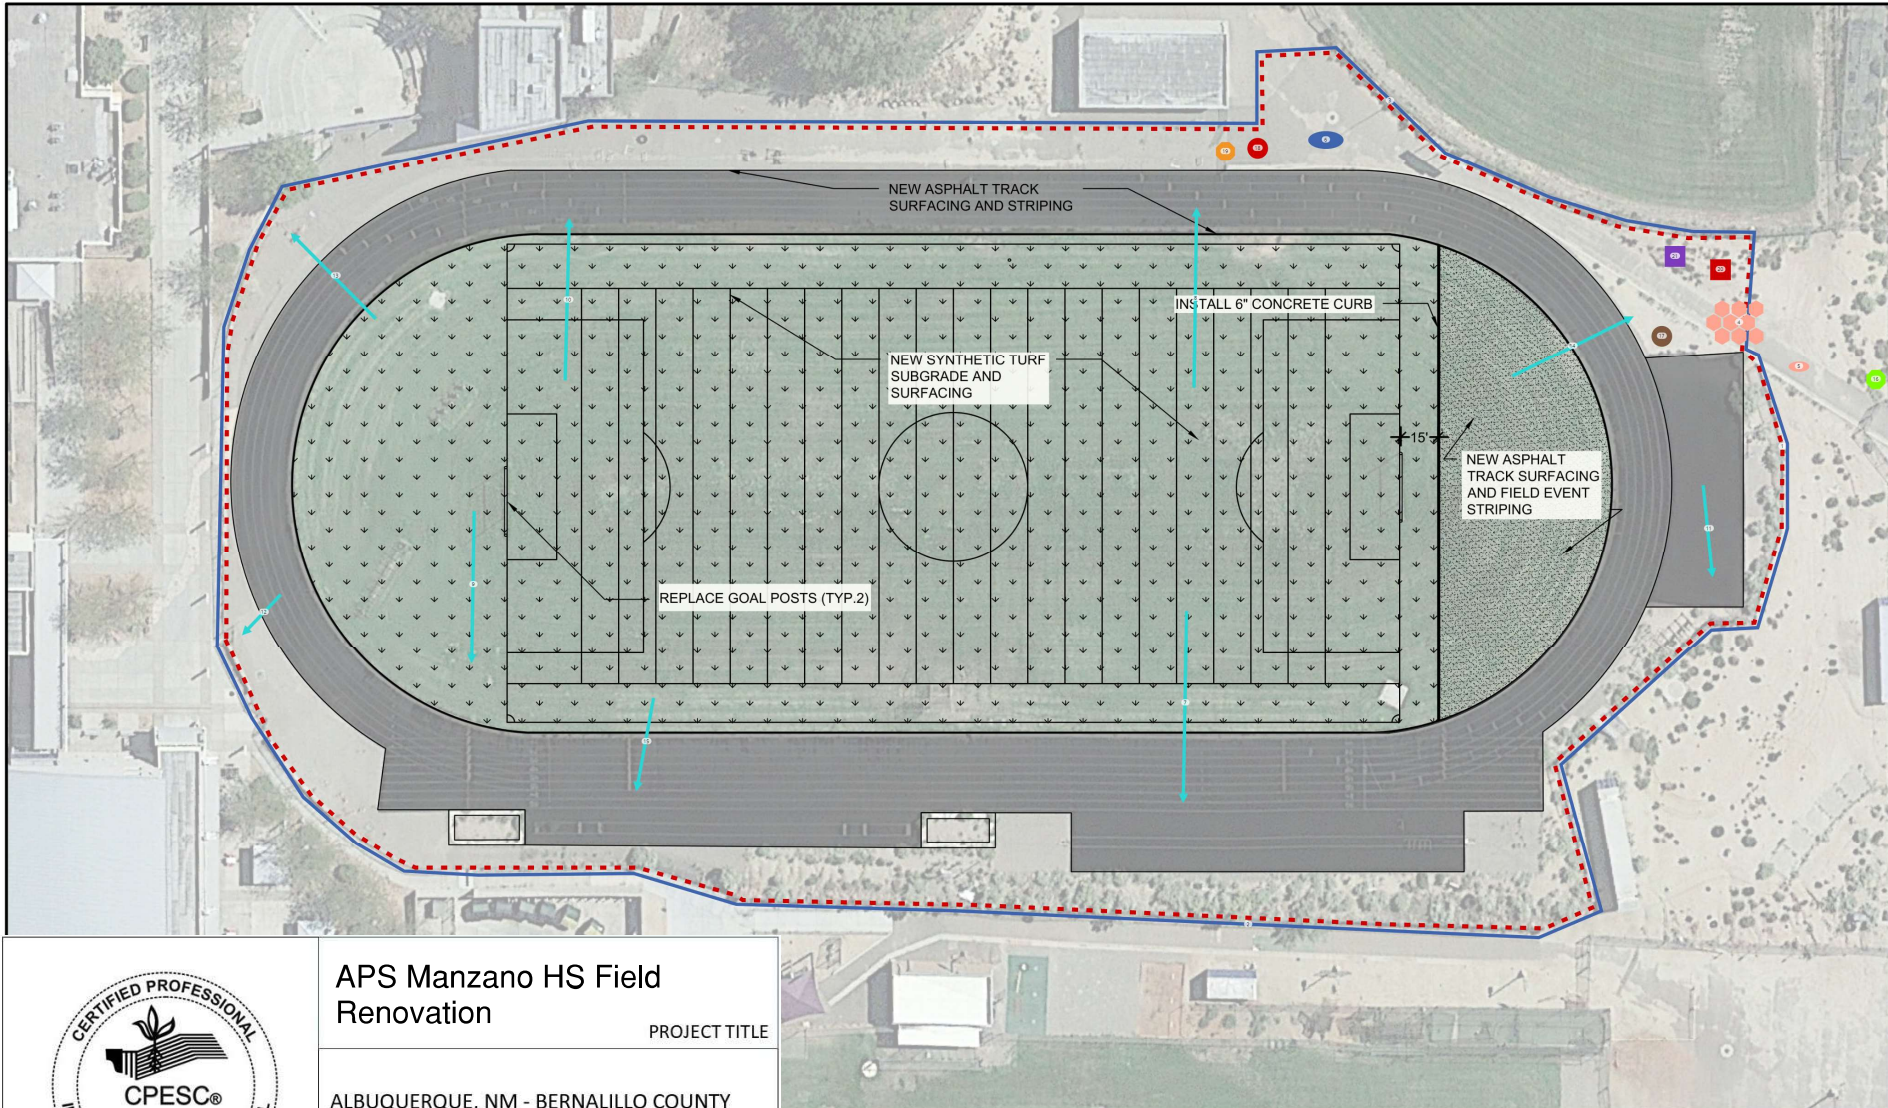 NEW ASPHALT TRACK
SURFACING AND STRIPING
INSTALL 6" CONCRETE CURB
NEW SYNTHETIC TURF
SUBGRADE AND
SURFACING
15'
NEW ASPHALT
TRACK SURFACING
AND FIELD EVENT
STRIPING
REPLACE GOAL POSTS (TYP.2)
CERTIFIED PROFESSIONAL
CPESC®
APS Manzano HS Field
Renovation
PROJECT TITLE
ALBUQUERQUE, NM - BERNALILLO COUNTY